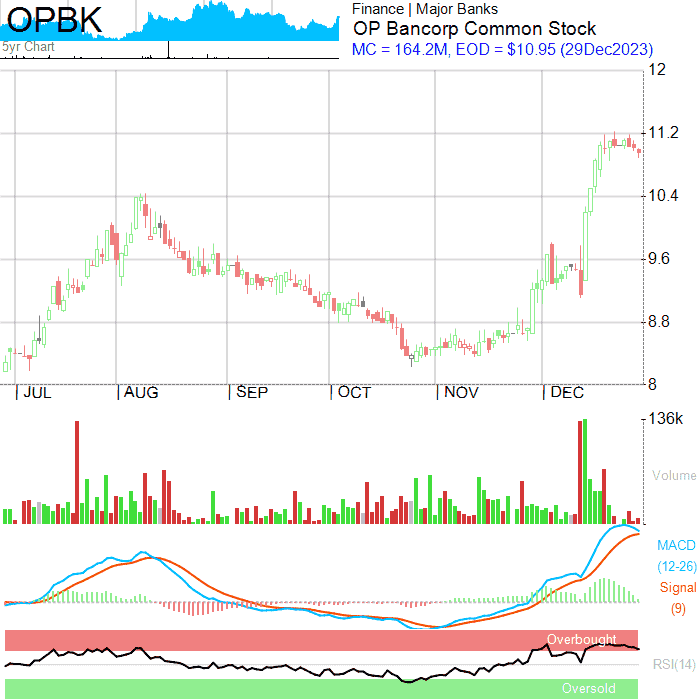 OPBK
5yr Chart
Finance | Major Banks
OP Bancorp Common Stock
MC = 164.2M, EOD = $10.95 (29Dec2023)
12
11.2
10.4
9.6
8.8
8
JUL
AUG
SEP
OCT
NOV
DEC
136k
Volume
MACD
(12-26)
Signal
(9)
Overbought
RSI(14)
Oversold